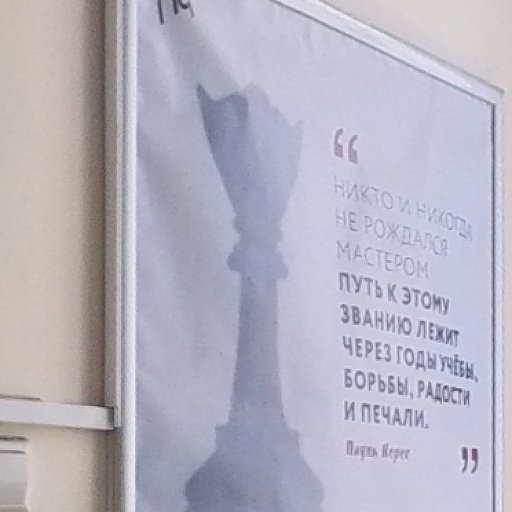 “
НИКТО И НИКОГДА
НЕ РОЖДАЛСЯ
МАСТЕРОМ
ПУТЬ К ЭТОМУ
ЗВАНИЮ ЛЕЖИТ
ЧЕРЕЗ ГОДЫ УЧЁБЫ,
БОРЬБЫ, РАДОСТИ
И ПЕЧАЛИ.
Пауль Керес
”